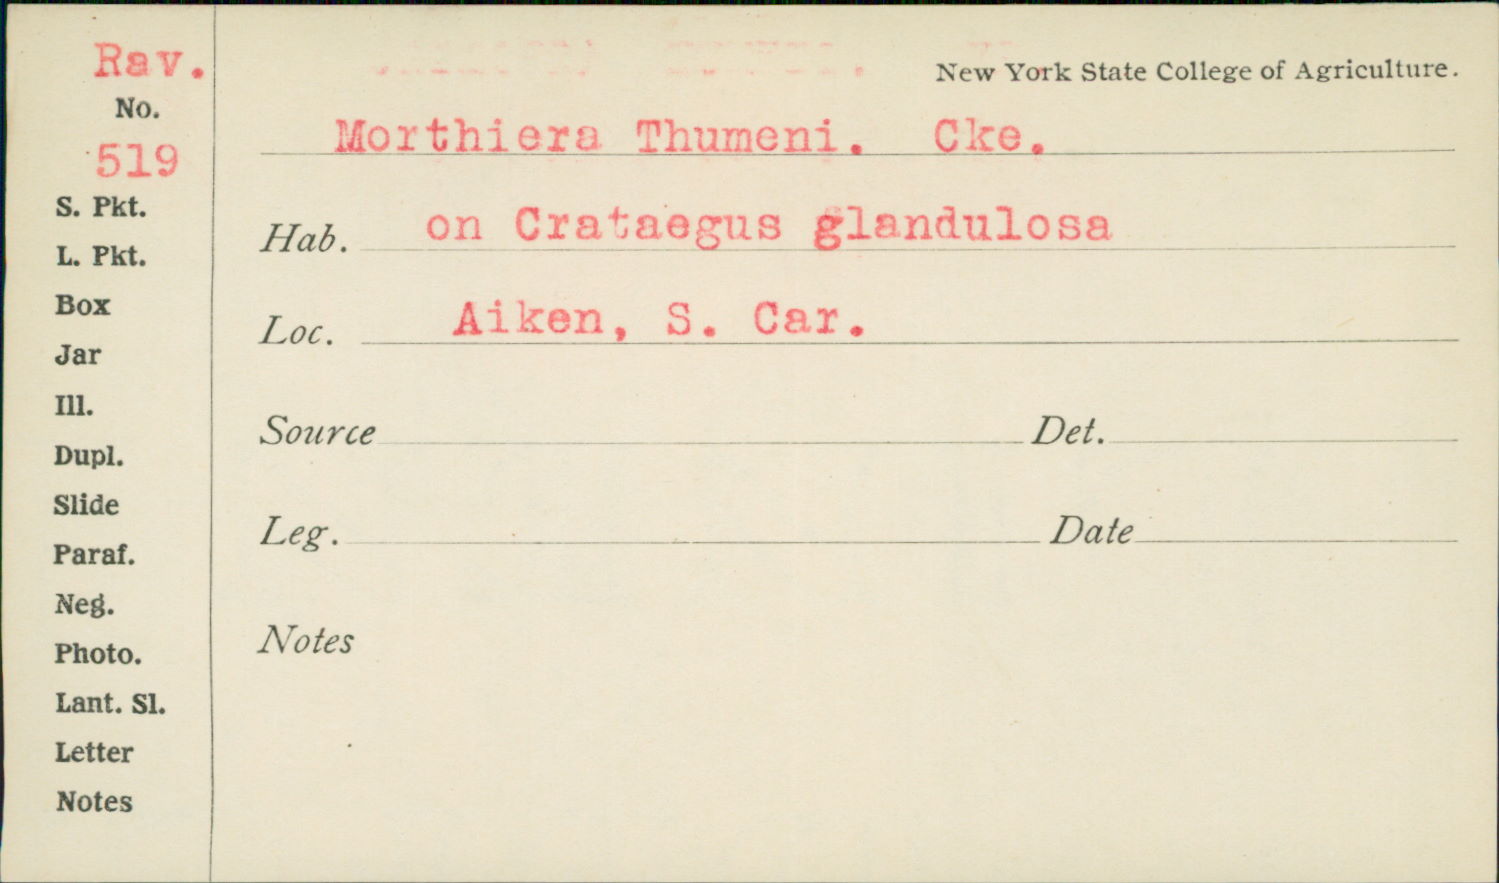 Rav.
No.
519
S. Pkt.
L. Pkt.
Box
Jar
Ill.
Dupl.
Slide
Paraf.
Neg.
Photo.
Lant. Sl.
Letter
Notes
New York State College of Agriculture.
Morthiera Thumeni. Cke.
Hab. on Crataegus glandulosa
Loc. Aiken, S. Car.
Source Det.
Leg. Date
Notes